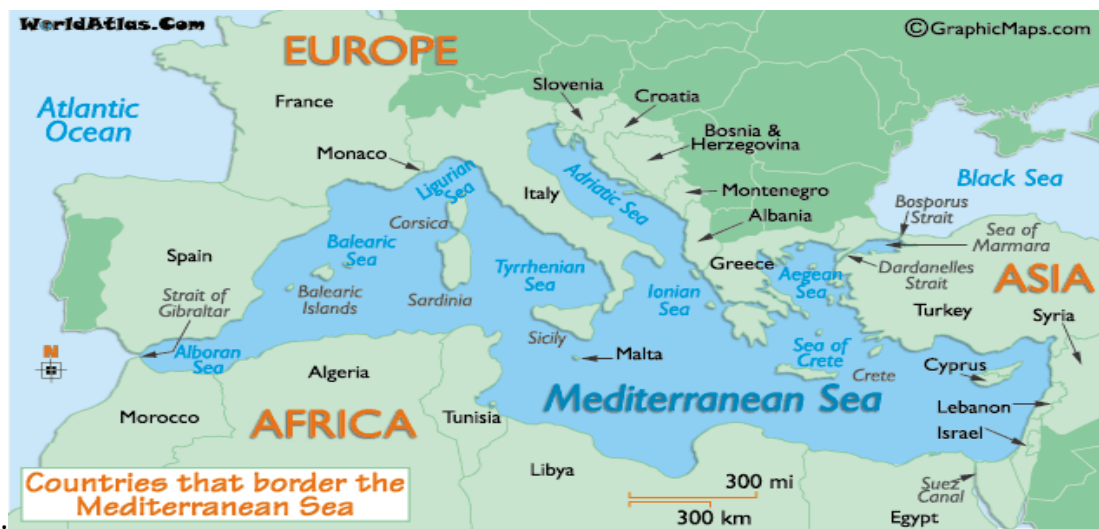 WorldAtlas.Com
©GraphicMaps.com
EUROPE
Slovenia
Croatia
France
Atlantic
Ocean
Bosnia &
Herzegovina
Monaco
Ligurian
Sea
Italy
Adriatic Sea
Montenegro
Black Sea
Bosporus
Strait
Corsica
Albania
Sea of
Marmara
Spain
Balearic
Sea
Tyrrhenian
Sea
Greece
Aegean
Sea
Dardanelles
Strait
ASIA
Strait of
Gibraltar
Balearic
Islands
Sardinia
Ionian
Sea
Turkey
Syria
Sicily
Malta
Sea of
Crete
Crete
Cyprus
N
Alboran
Sea
Algeria
Mediterranean Sea
Lebanon
Israel
Morocco
AFRICA
Tunisia
Libya
Suez
Canal
Egypt
Countries that border the
Mediterranean Sea
300 mi
300 km
.